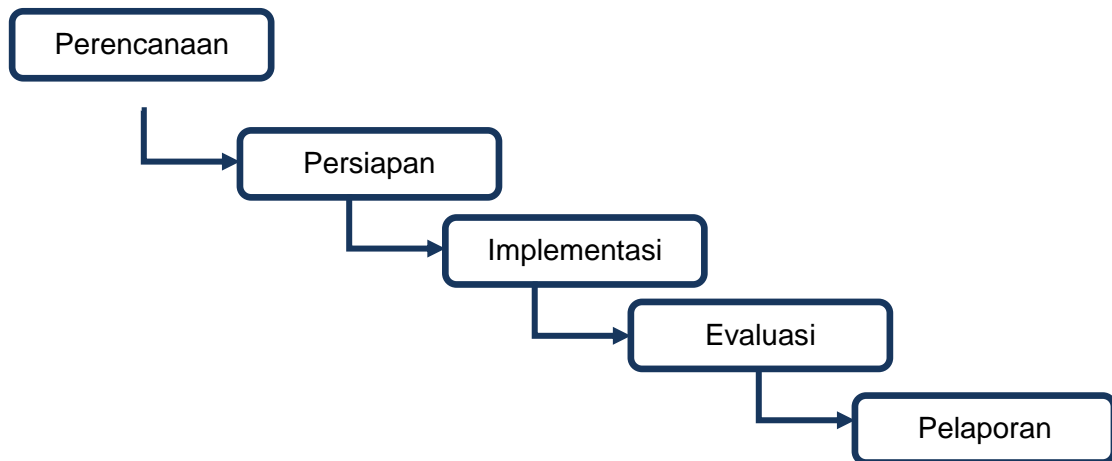 Perencanaan
Persiapan
Implementasi
Evaluasi
Pelaporan